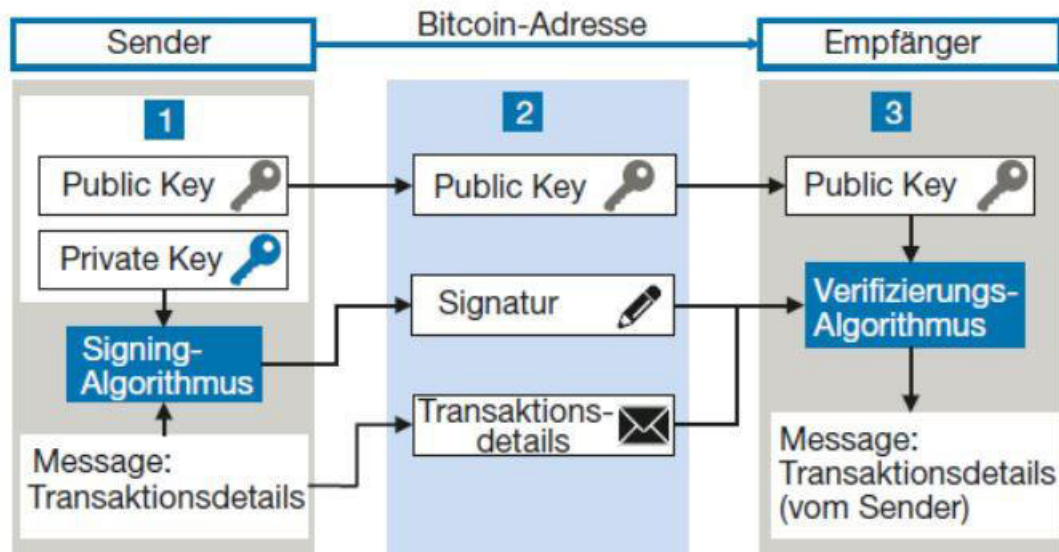 Sender
Bitcoin-Adresse
Empfänger
1
Public Key
Private Key
Signing-
Algorithmus
Message:
Transaktionsdetails
2
Public Key
Signatur
Transaktions-
details
3
Public Key
Verifizierungs-
Algorithmus
Message:
Transaktionsdetails
(vom Sender)